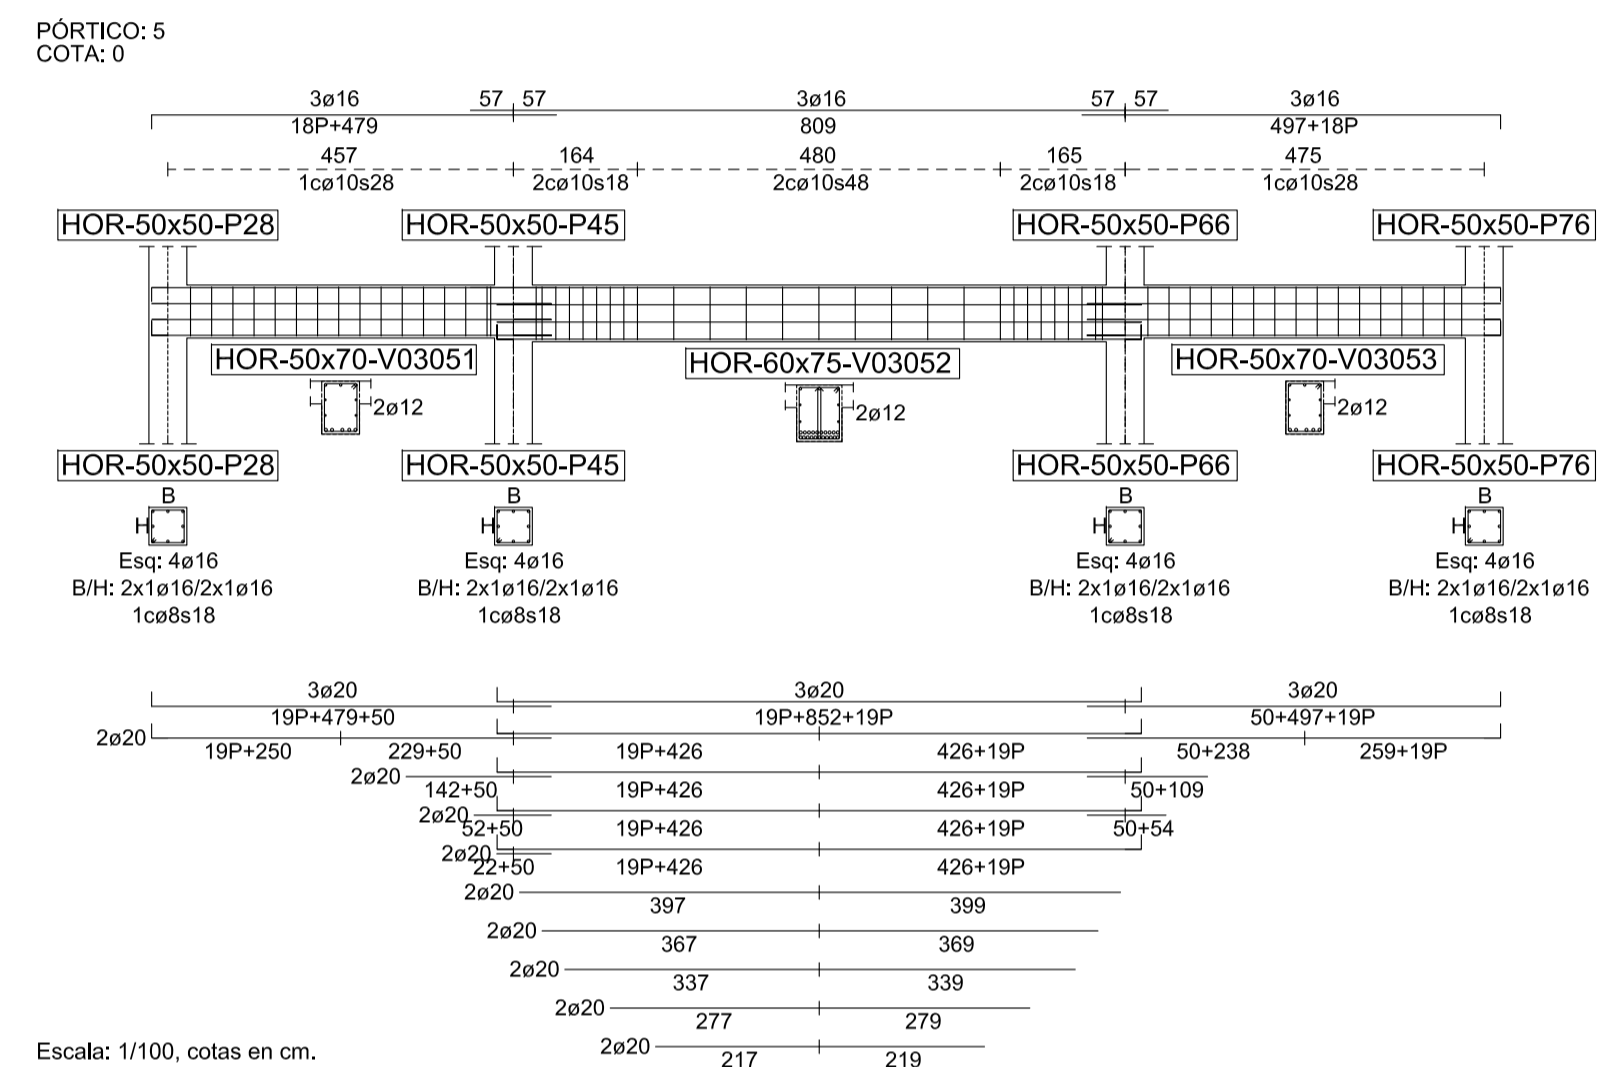 PÓRTICO: 5
COTA: 0
3ø16 57 57 3ø16 57 57 3ø16
18P+479 809 497+18P
457 164 480 165 475
1cø10s28 2cø10s18 2cø10s48 2cø10s18 1cø10s28
HOR-50x50-P28 HOR-50x50-P45 HOR-50x50-P66 HOR-50x50-P76
HOR-50x70-V03051 HOR-60x75-V03052 HOR-50x70-V03053
2ø12 2ø12 2ø12
HOR-50x50-P28 HOR-50x50-P45 HOR-50x50-P66 HOR-50x50-P76
B B B B
Esq: 4ø16 Esq: 4ø16 Esq: 4ø16 Esq: 4ø16
B/H: 2x1ø16/2x1ø16 B/H: 2x1ø16/2x1ø16 B/H: 2x1ø16/2x1ø16 B/H: 2x1ø16/2x1ø16
1cø8s18 1cø8s18 1cø8s18 1cø8s18
3ø20 3ø20 3ø20
19P+479+50 19P+852+19P 50+497+19P
2ø20
19P+250 229+50 19P+426 426+19P 50+238 259+19P
2ø20
142+50 19P+426 426+19P 50+109
2ø20
52+50 19P+426 426+19P 50+54
2ø20
22+50 19P+426 426+19P
2ø20
397 399
2ø20
367 369
2ø20
337 339
2ø20
277 279
2ø20
217 219
Escala: 1/100, cotas en cm.